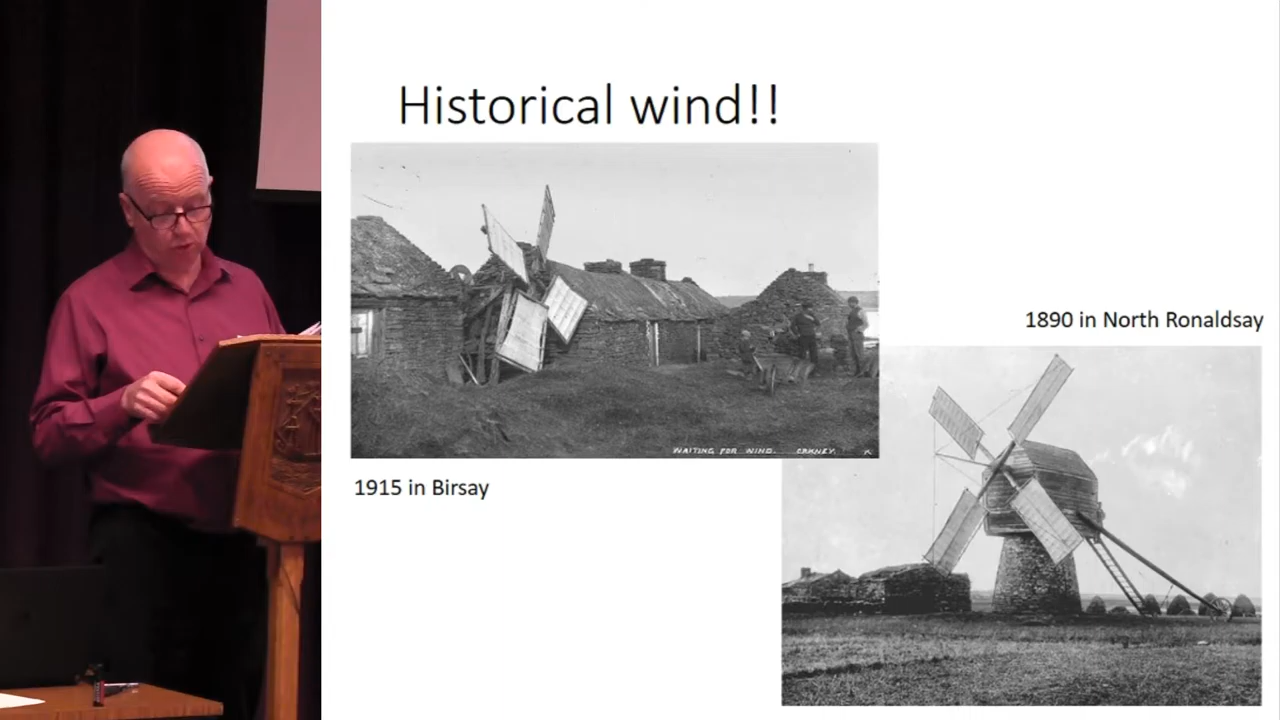 Historical wind!!
WAITING FOR WIND. ORKNEY.
1915 in Birsay
1890 in North Ronaldsay